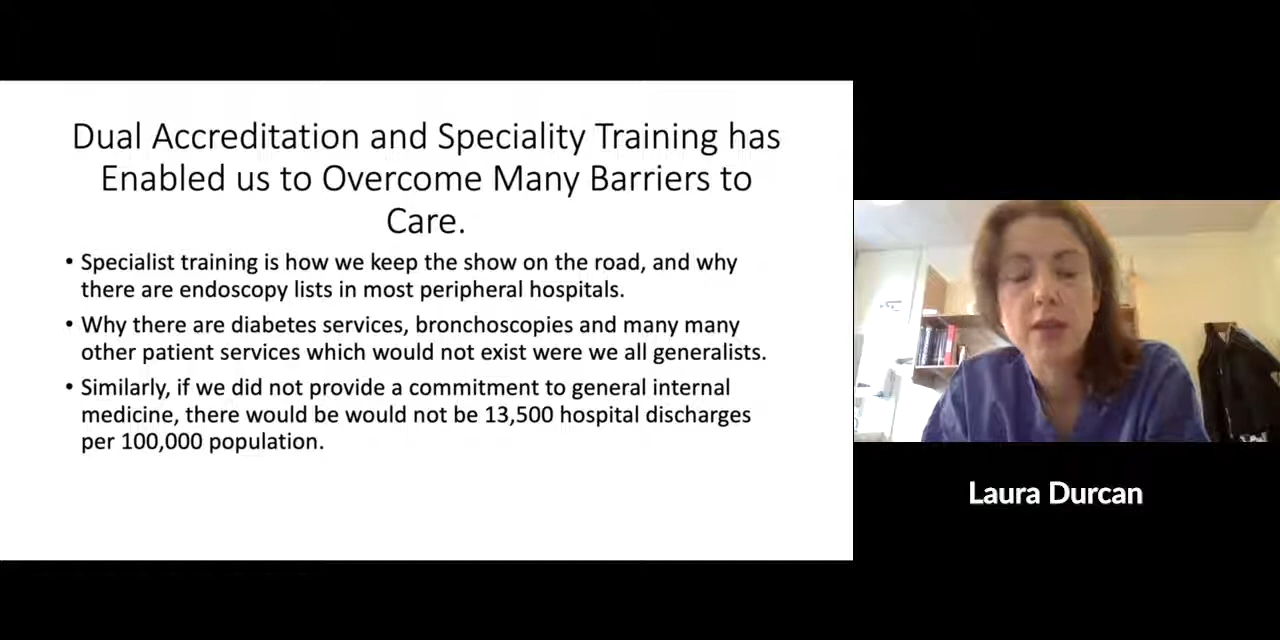 Dual Accreditation and Speciality Training has
Enabled us to Overcome Many Barriers to
Care.
• Specialist training is how we keep the show on the road, and why
there are endoscopy lists in most peripheral hospitals.
• Why there are diabetes services, bronchoscopies and many many
other patient services which would not exist were we all generalists.
• Similarly, if we did not provide a commitment to general internal
medicine, there would be would not be 13,500 hospital discharges
per 100,000 population.
Laura Durcan